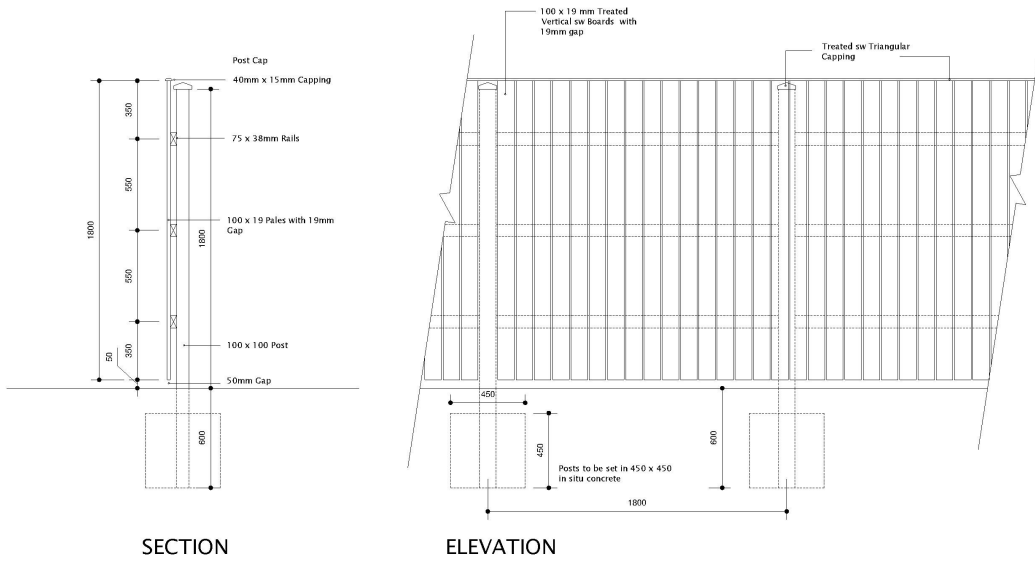 Post Cap
40mm x 15mm Capping
350
75 x 38mm Rails
550
100 x 19 Pales with 19mm
Gap
1800
1800
550
100 x 100 Post
350
50
50mm Gap
600
SECTION
100 x 19 mm Treated
Vertical sw Boards with
19mm gap
Treated sw Triangular
Capping
450
450
600
Posts to be set in 450 x 450
in situ concrete
1800
ELEVATION